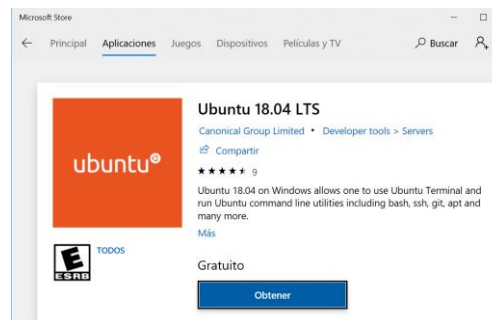 Microsoft Store
Principal Aplicaciones Juegos Dispositivos Películas y TV Buscar
Ubuntu 18.04 LTS
Canonical Group Limited • Developer tools > Servers
Compartir
9
ubuntu®
Ubuntu 18.04 on Windows allows one to use Ubuntu Terminal and
run Ubuntu command line utilities including bash, ssh, git, apt and
many more.
Más
E
ESRB
TODOS
Gratuito
Obtener